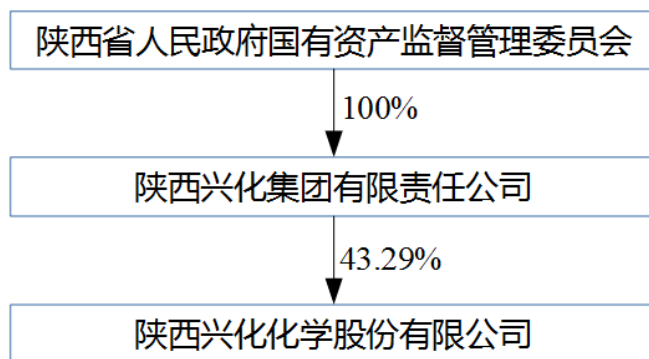 陕西省人民政府国有资产监督管理委员会
100%
陕西兴化集团有限责任公司
43.29%
陕西兴化化学股份有限公司